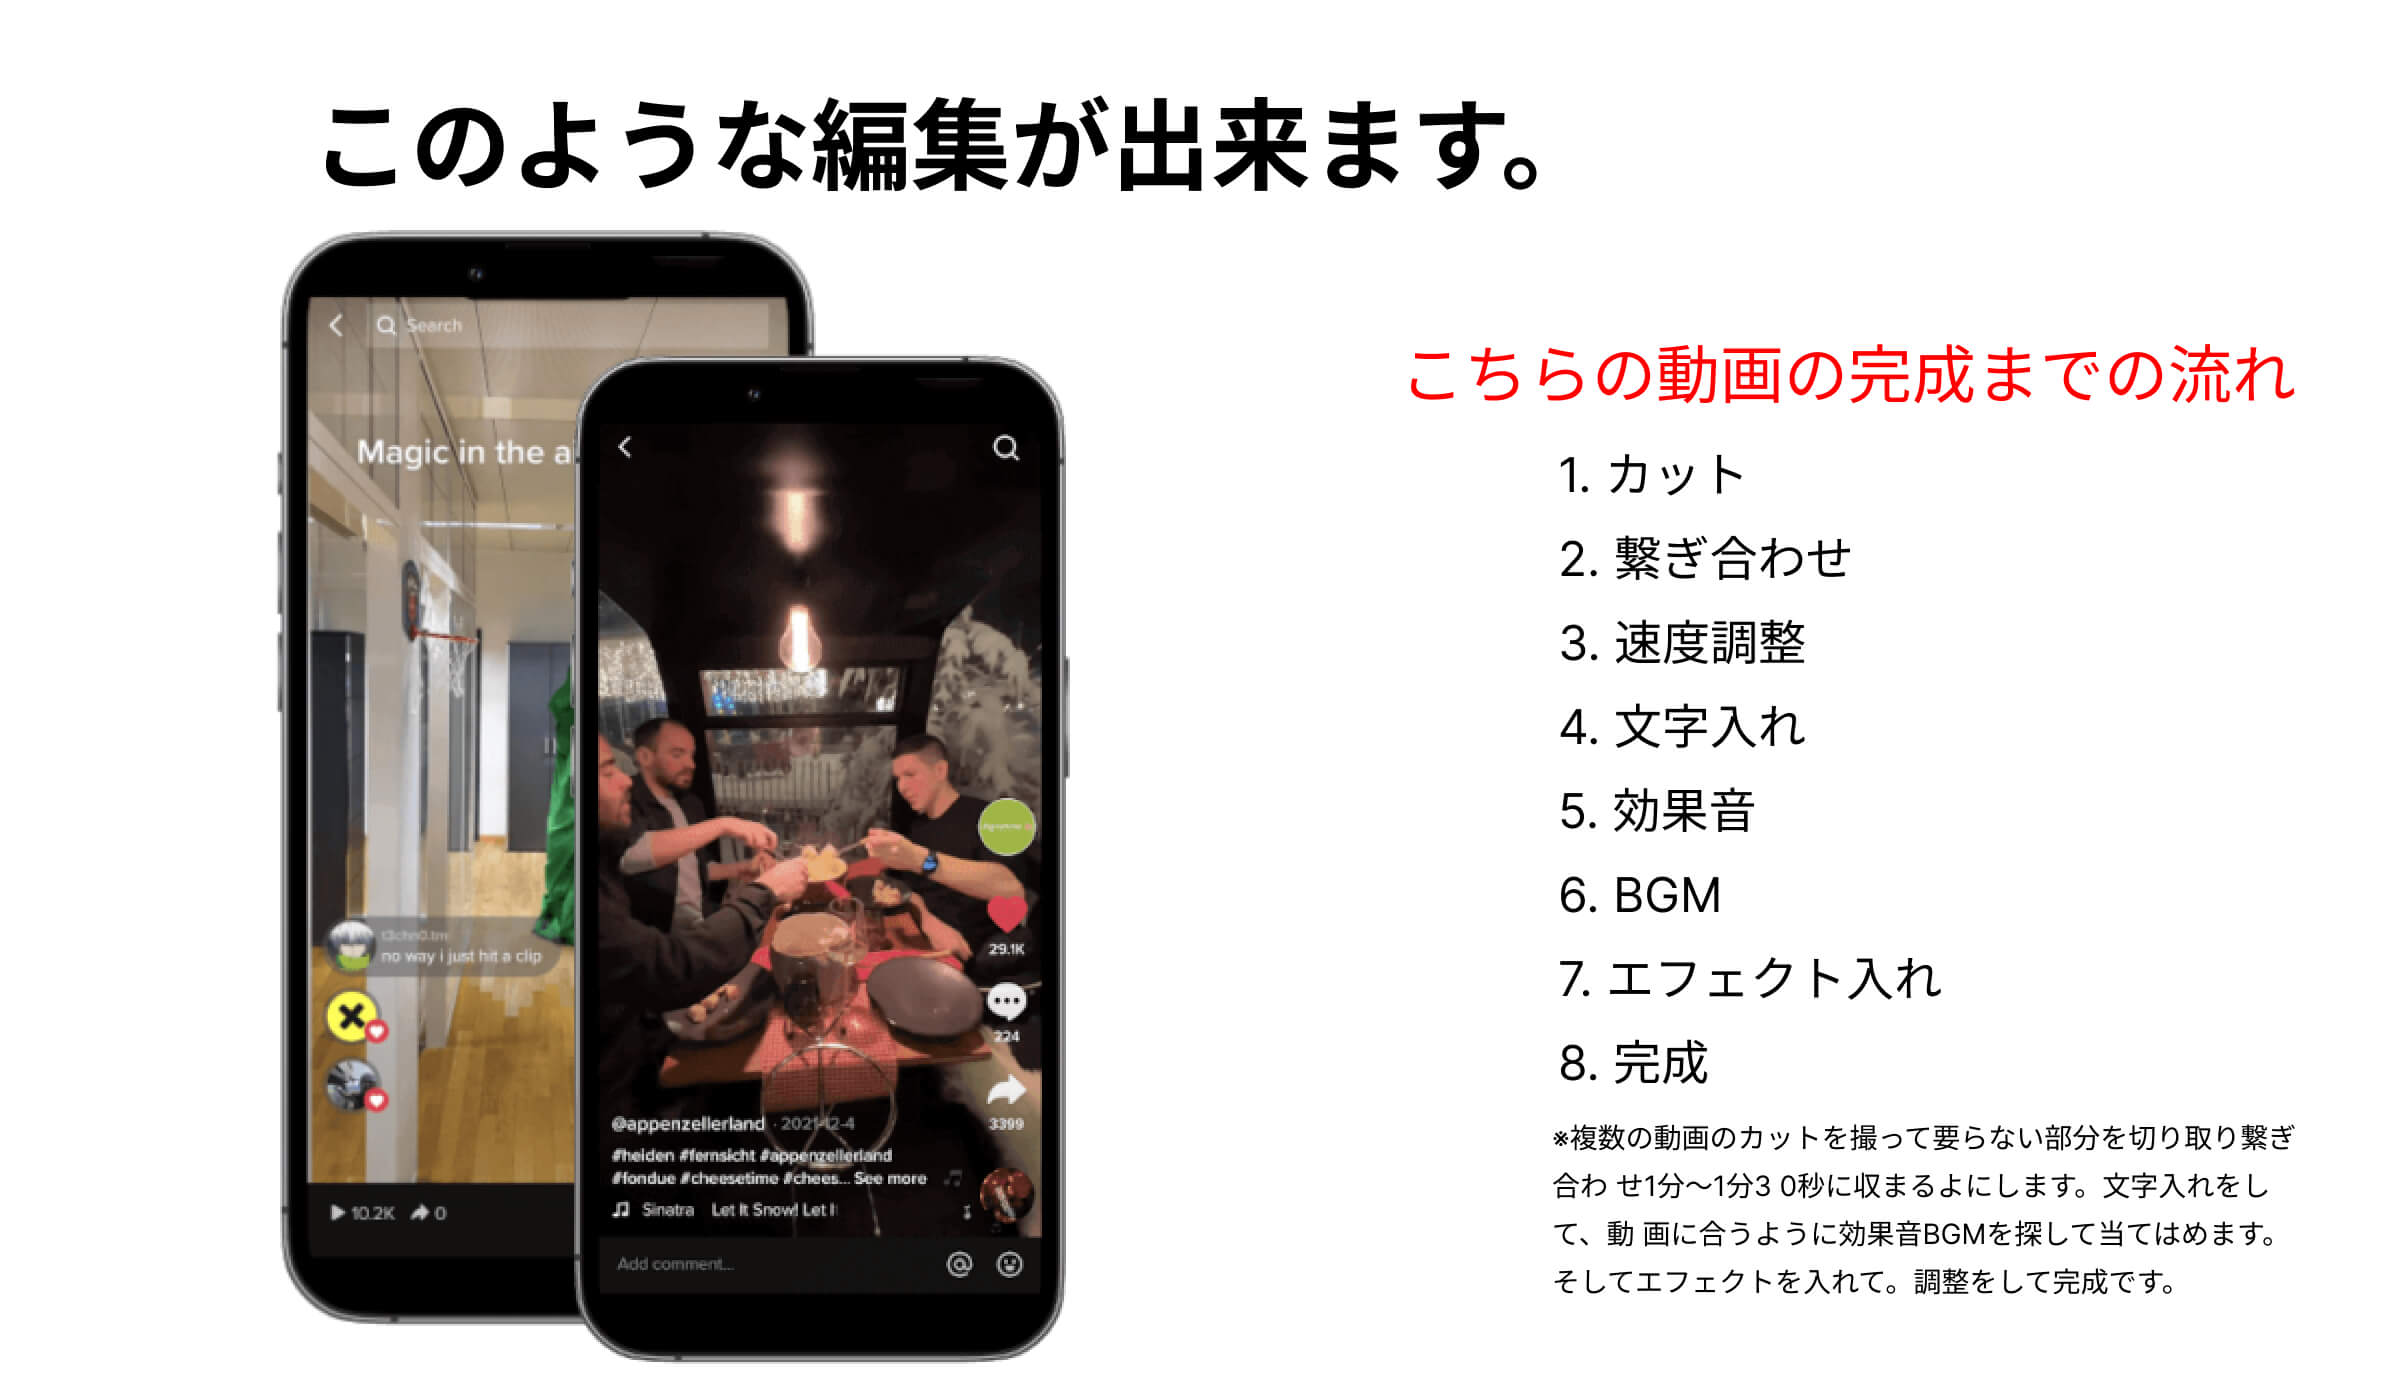 このような編集が出来ます。
Search
Magic in the a
t3chn0.tm
no way i just hit a clip
10.2K 0
29.1K
224
3399
@appenzellerland · 2021-12-4
#heiden #fernsicht #appenzellerland
#fondue #cheesetime #chees... See more
Sinatra Let It Snow! Let I
Add comment...
こちらの動画の完成までの流れ
1. カット
2. 繋ぎ合わせ
3. 速度調整
4. 文字入れ
5. 効果音
6. BGM
7. エフェクト入れ
8. 完成
※複数の動画のカットを撮って要らない部分を切り取り繋ぎ
合わ せ1分〜1分3 0秒に収まるよにします。文字入れをし
て、動 画に合うように効果音BGMを探して当てはめます。
そしてエフェクトを入れて。調整をして完成です。